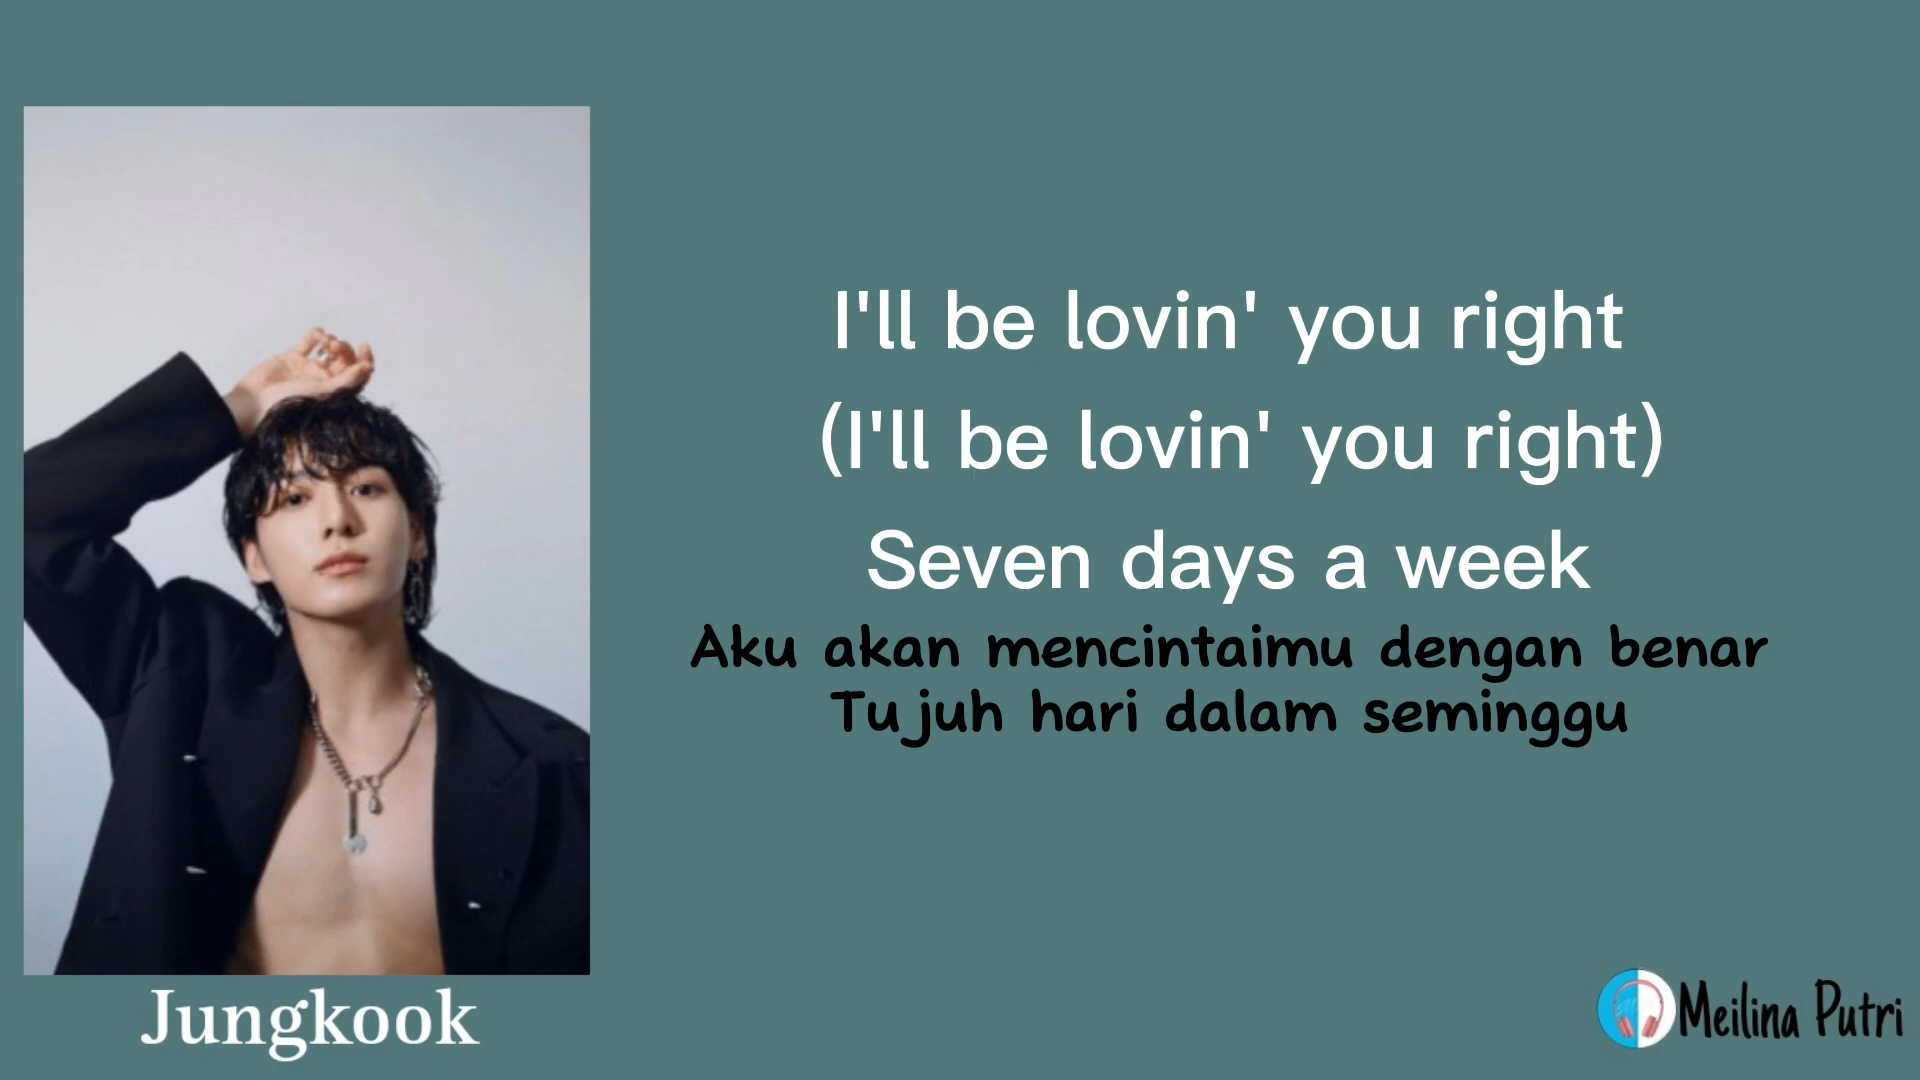 I'll be lovin' you right
(I'll be lovin' you right)
Seven days a week
Aku akan mencintaimu dengan benar
Tujuh hari dalam seminggu
Jungkook
Meilina Putri